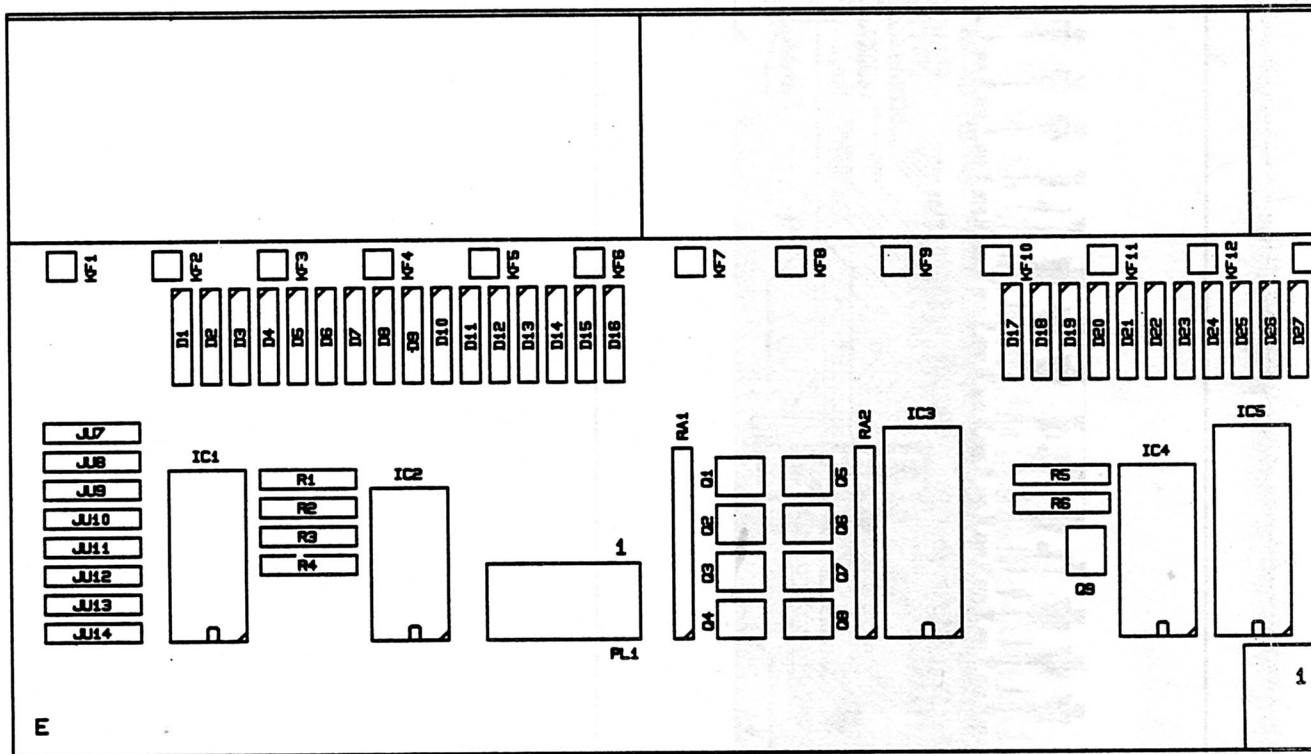 KF1 KF2 KF3 KF4 KF5 KF6 KF7 KF8 KF9 KF10 KF11 KF12
D1 D2 D3 D4 D5 D6 D7 D8 D9 D10 D11 D12 D13 D14 D15 D16 D17 D18 D19 D20 D21 D22 D23 D24 D25 D26 D27
JU7
JU8
JU9
JU10
JU11
JU12
JU13
JU14
IC1
R1
R2
R3
R4
IC2
1
PL1
RA1
Q1
Q2
Q3
Q4
Q5
Q6
Q7
Q8
RA2
IC3
R5
R6
Q9
IC4
IC5
1
E